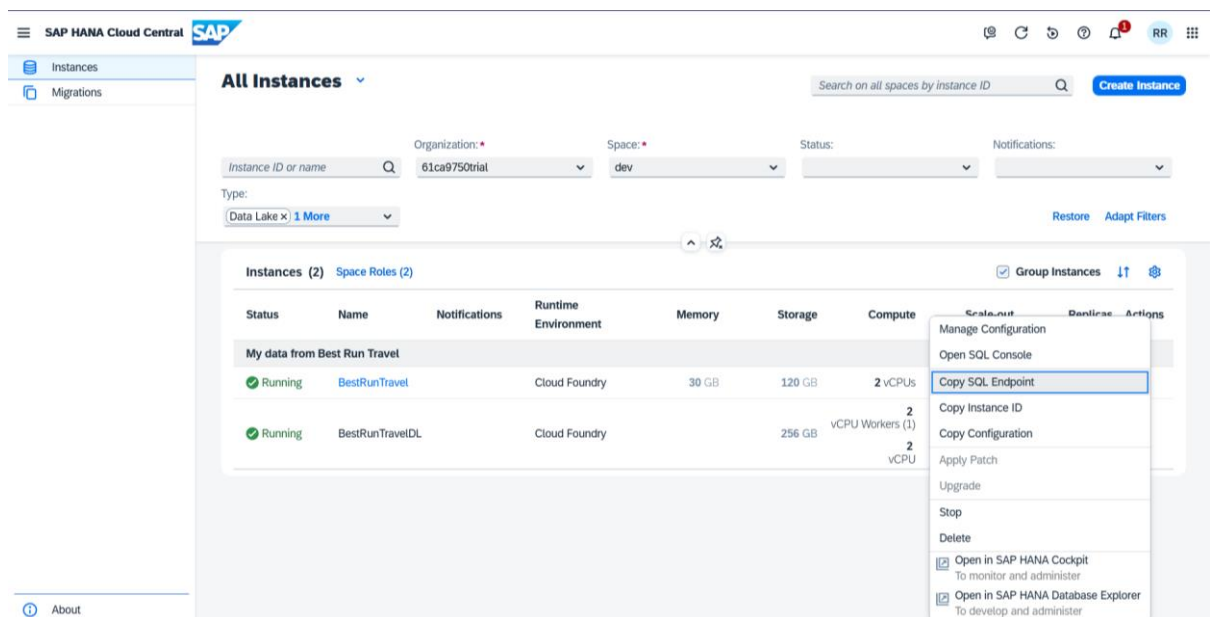 SAP HANA Cloud Central SAP
1
RR
Instances
Migrations
All Instances
Search on all spaces by instance ID
Create Instance
Organization:*
Space:*
Status:
Notifications:
Instance ID or name
61ca9750trial
dev
Type:
Data Lake × 1 More
Restore Adapt Filters
Instances (2) Space Roles (2)
Group Instances
Status Name Notifications Runtime Environment Memory Storage Compute Scale-out Replicas Actions
My data from Best Run Travel
Running BestRunTravel Cloud Foundry 30 GB 120 GB 2 vCPUs
Running BestRunTravelDL Cloud Foundry 256 GB 2
vCPU Workers (1)
2
vCPU
Manage Configuration
Open SQL Console
Copy SQL Endpoint
Copy Instance ID
Copy Configuration
Apply Patch
Upgrade
Stop
Delete
Open in SAP HANA Cockpit
To monitor and administer
Open in SAP HANA Database Explorer
To develop and administer
About